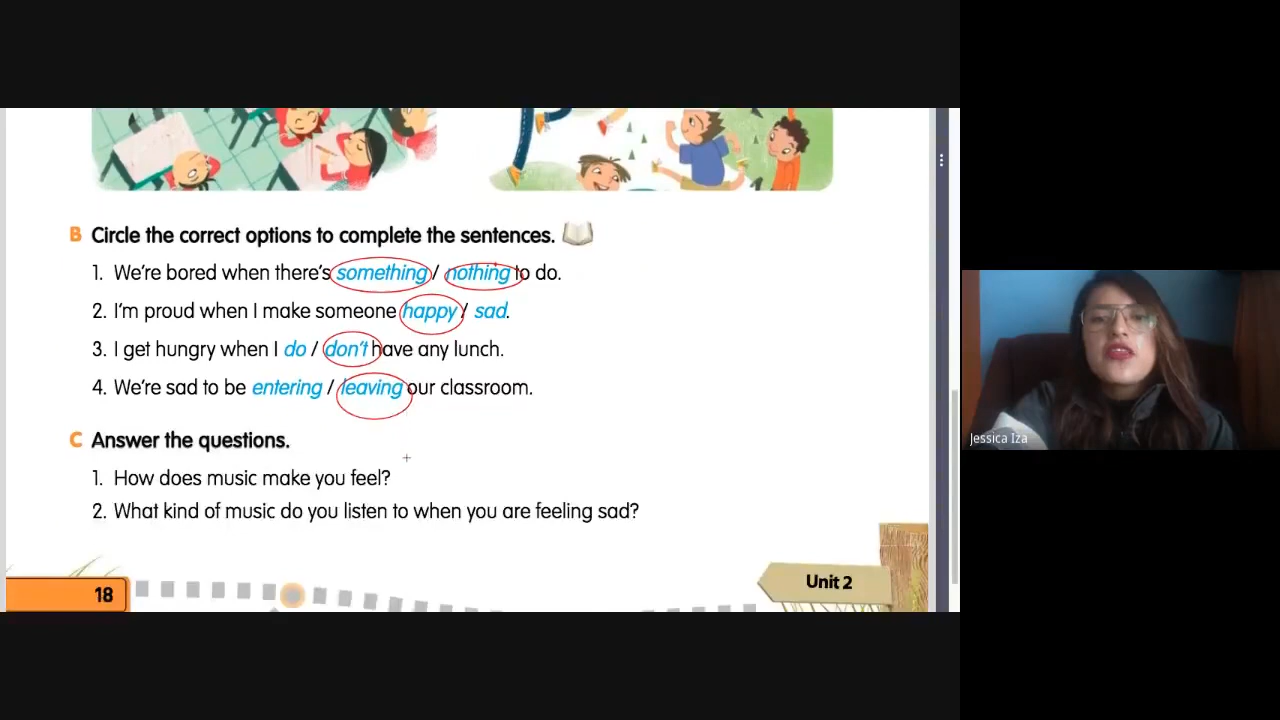 B Circle the correct options to complete the sentences.
1. We're bored when there's something / nothing to do.
2. I'm proud when I make someone happy / sad.
3. I get hungry when I do / don't have any lunch.
4. We're sad to be entering / leaving our classroom.
C Answer the questions.
1. How does music make you feel?
2. What kind of music do you listen to when you are feeling sad?
18
Unit 2
Jessica Iza